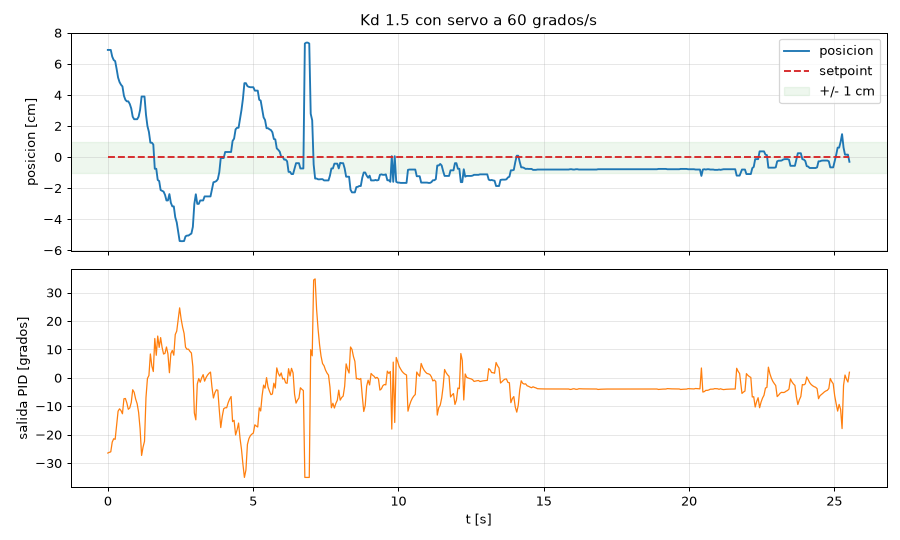 Kd 1.5 con servo a 60 grados/s
posicion [cm]
8
6
4
2
0
−2
−4
−6
posicion
setpoint
+/- 1 cm
salida PID [grados]
30
20
10
0
−10
−20
−30
0 5 10 15 20 25
t [s]